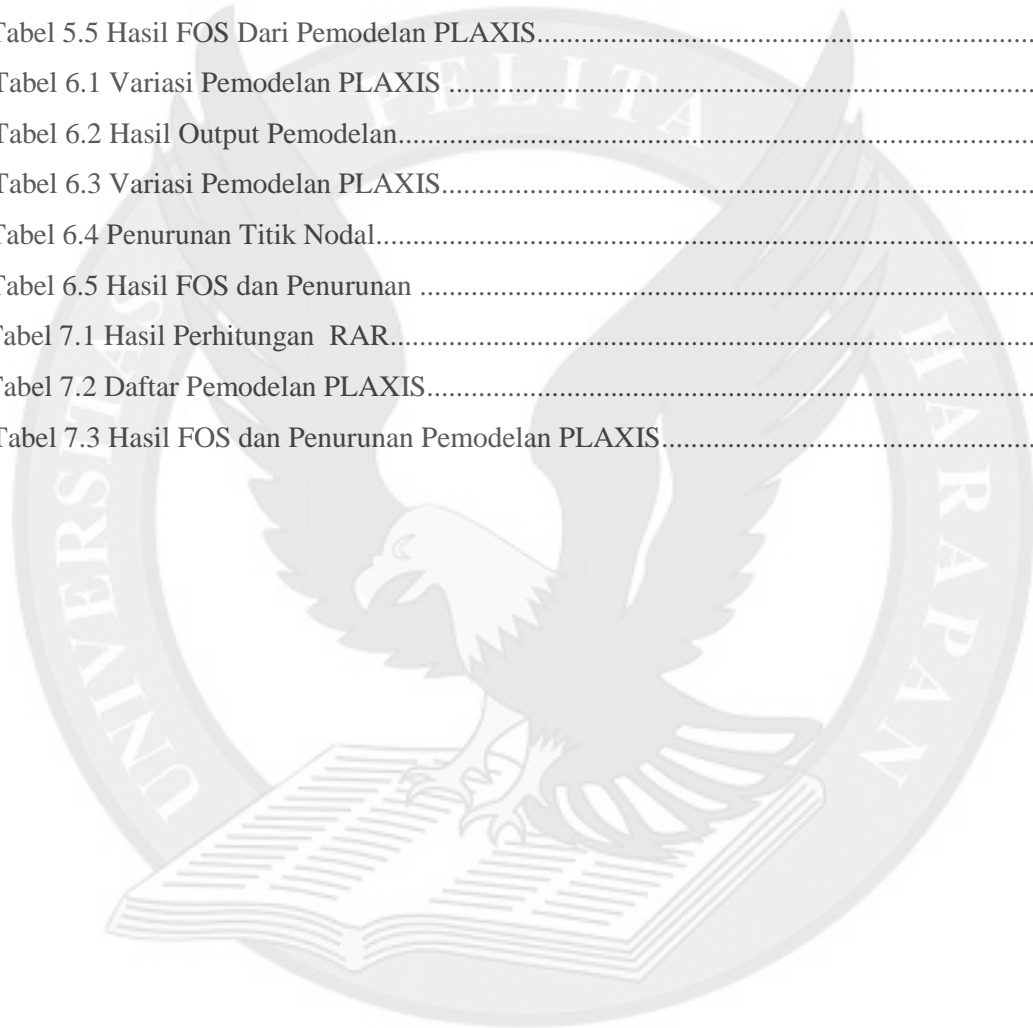 Tabel 5.5 Hasil FOS Dari Pemodelan PLAXIS
Tabel 6.1 Variasi Pemodelan PLAXIS
Tabel 6.2 Hasil Output Pemodelan
Tabel 6.3 Variasi Pemodelan PLAXIS
Tabel 6.4 Penurunan Titik Nodal
Tabel 6.5 Hasil FOS dan Penurunan
Tabel 7.1 Hasil Perhitungan  RAR
Tabel 7.2 Daftar Pemodelan PLAXIS
Tabel 7.3 Hasil FOS dan Penurunan Pemodelan PLAXIS
UNIVERSITAS PELITA HARAPAN